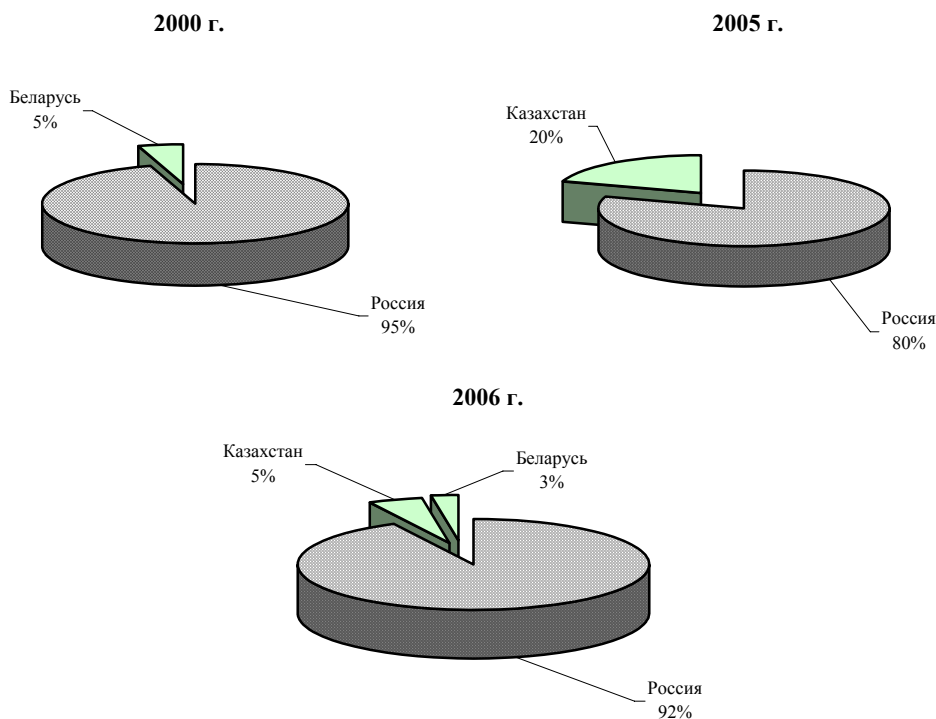 2000 г.
Беларусь
5%
Россия
95%
2005 г.
Казахстан
20%
Россия
80%
2006 г.
Казахстан
5%
Беларусь
3%
Россия
92%